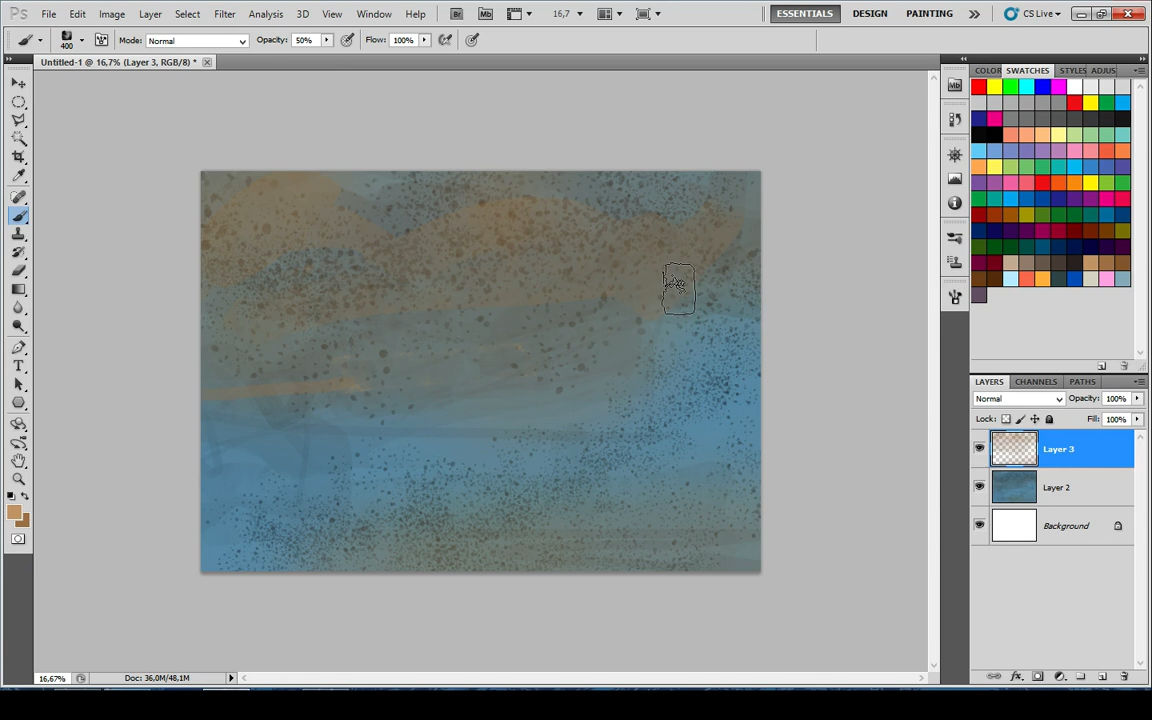 Ps File Edit Image Layer Select Filter Analysis 3D View Window Help Br Mb 16,7 ESSENTIALS DESIGN PAINTING CS Live
400 Mode: Normal Opacity: 50% Flow: 100%
Untitled-1 @ 16,7% (Layer 3, RGB/8) *
COLOR SWATCHES STYLES ADJUS
Mb
LAYERS CHANNELS PATHS
Normal Opacity: 100%
Lock: Fill: 100%
Layer 3
Layer 2
Background
16,67% Doc: 36,0M/48,1M